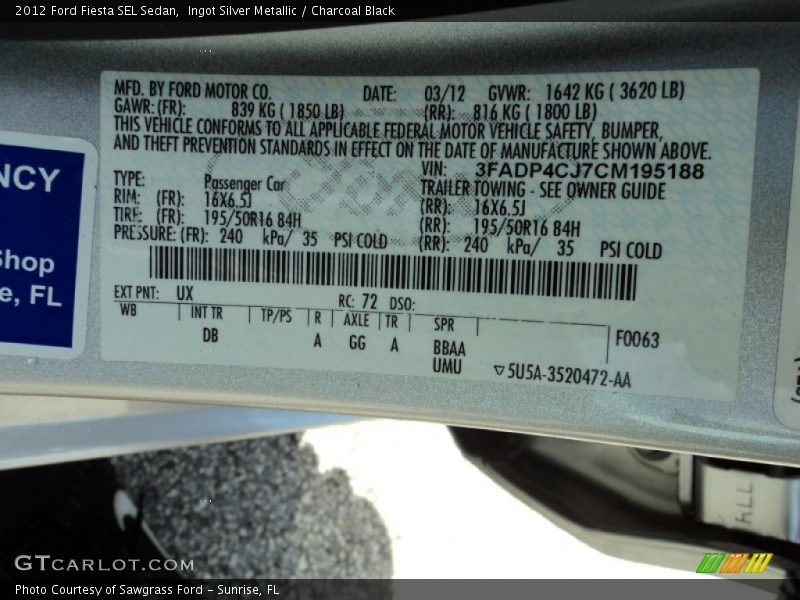 2012 Ford Fiesta SEL Sedan,  Ingot Silver Metallic / Charcoal Black
MFD. BY FORD MOTOR CO. DATE: 03/12 GVWR: 1642 KG ( 3620 LB)
GAWR: (FR): 839 KG ( 1850 LB) (RR): 816 KG ( 1800 LB)
THIS VEHICLE CONFORMS TO ALL APPLICABLE FEDERAL MOTOR VEHICLE SAFETY, BUMPER,
AND THEFT PREVENTION STANDARDS IN EFFECT ON THE DATE OF MANUFACTURE SHOWN ABOVE.
VIN: 3FADP4CJ7CM195188
TYPE: Passenger Car TRAILER TOWING - SEE OWNER GUIDE
RIM: (FR): 16X6.5J (RR): 16X6.5J
TIRE: (FR): 195/50R16 84H (RR): 195/50R16 84H
PRESSURE: (FR): 240 kPa/ 35 PSI COLD (RR): 240 kPa/ 35 PSI COLD
EXT PNT: UX RC: 72 DSO:
WB INT TR TP/PS R AXLE TR SPR
DB A GG A BBAA F0063
UMU ▽5U5A-3520472-AA
NCY
Shop
e, FL
GTCARLOT.COM
Photo Courtesy of Sawgrass Ford - Sunrise, FL